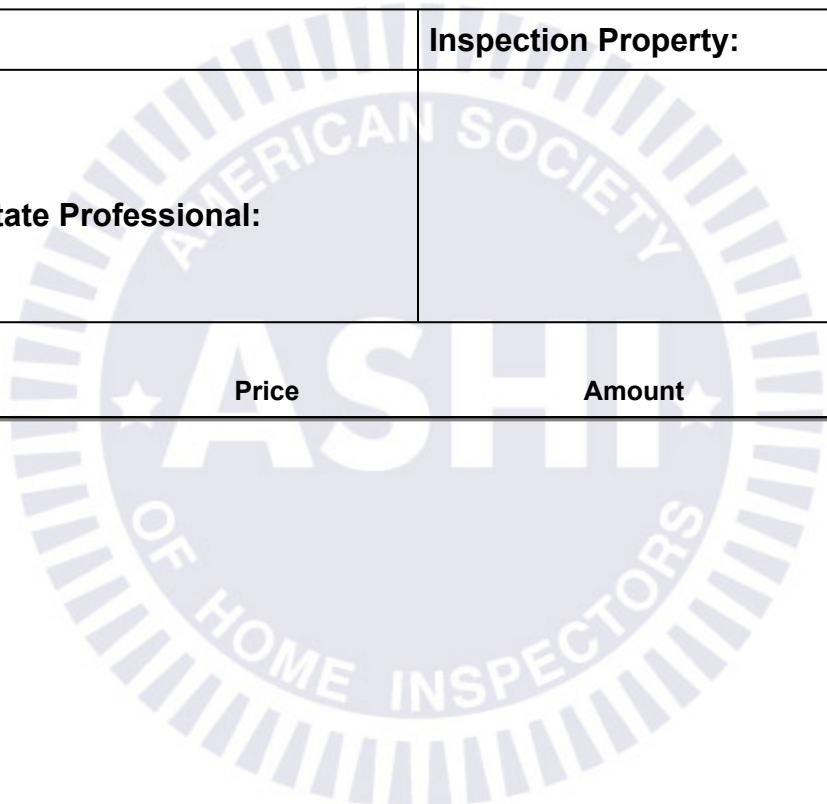 Inspection Property:
AMERICAN SOCIETY
tate Professional:
ASHI
Price Amount
OF HOME INSPECTORS